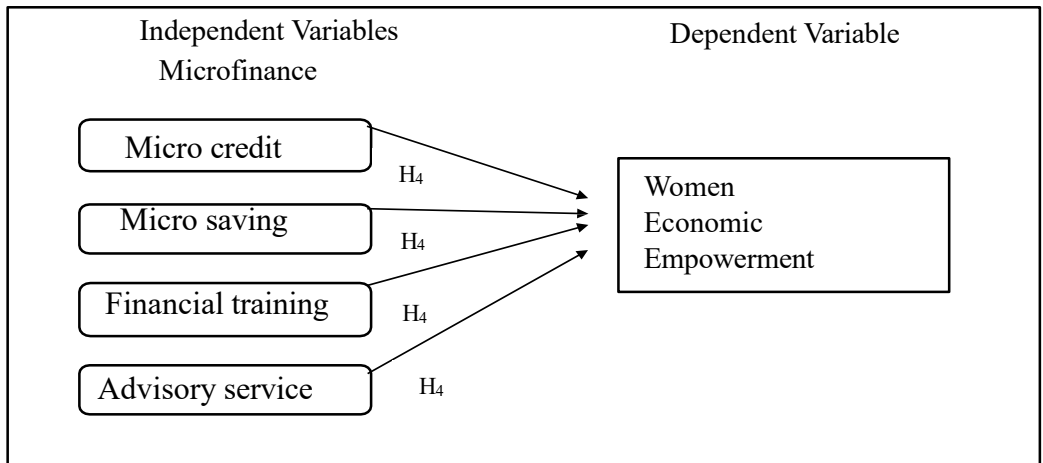 Independent Variables
Microfinance
Dependent Variable
Micro credit
H₄
Micro saving
H₄
Financial training
H₄
Advisory service
H₄
Women
Economic
Empowerment